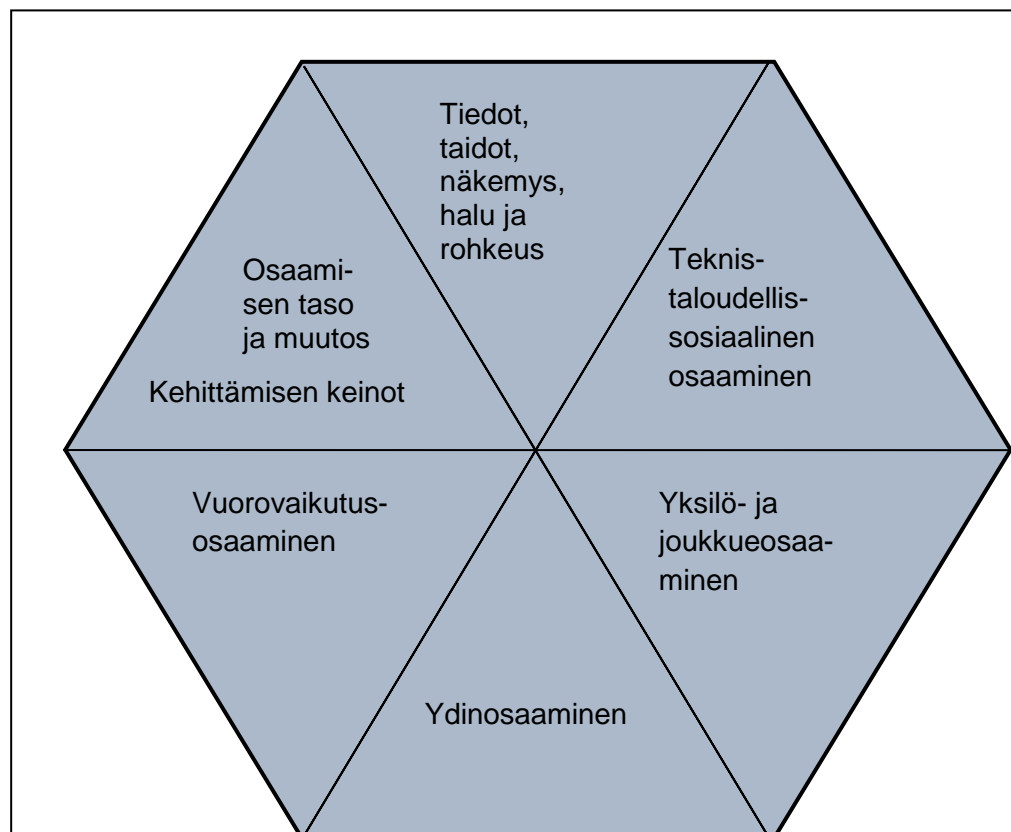 Tiedot,
taidot,
näkemys,
halu ja
rohkeus
Osaami-
sen taso
ja muutos
Kehittämisen keinot
Teknis-
taloudellis-
sosiaalinen
osaaminen
Vuorovaikutus-
osaaminen
Yksilö- ja
joukkueosaa-
minen
Ydinosaaminen